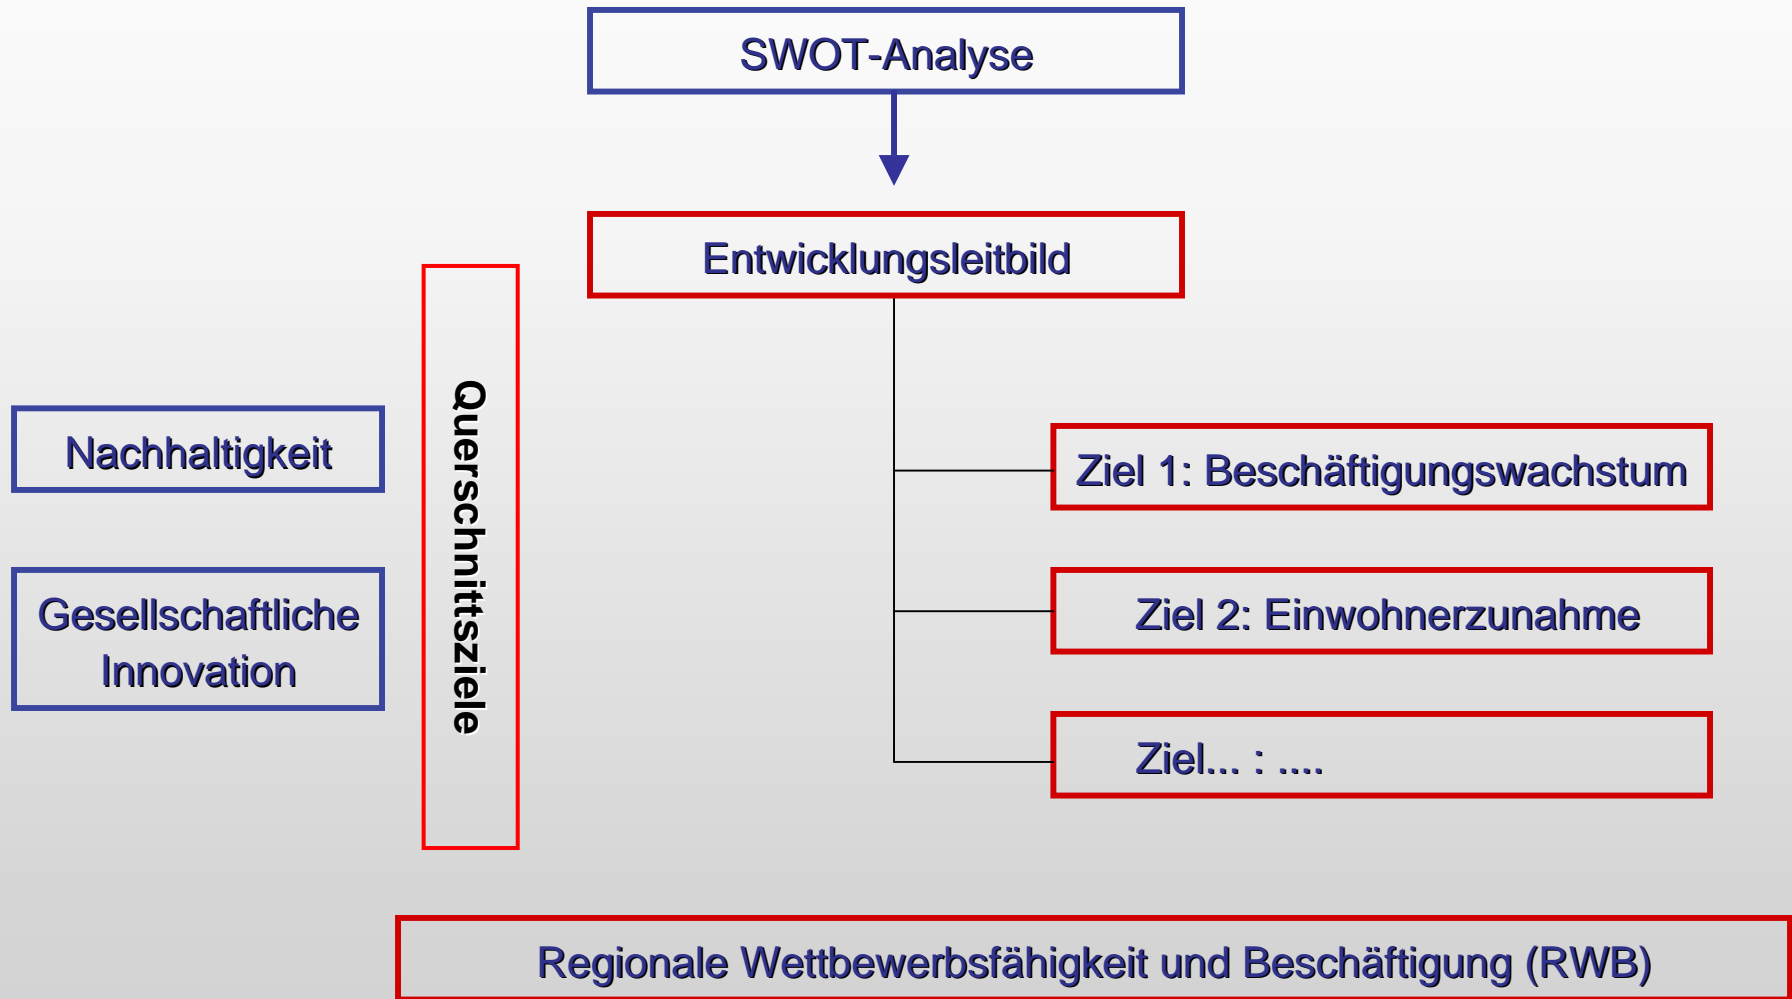 SWOT-Analyse
Entwicklungsleitbild
Querschnittsziele
Nachhaltigkeit
Gesellschaftliche
Innovation
Ziel 1: Beschäftigungswachstum
Ziel 2: Einwohnerzunahme
Ziel... : ....
Regionale Wettbewerbsfähigkeit und Beschäftigung (RWB)